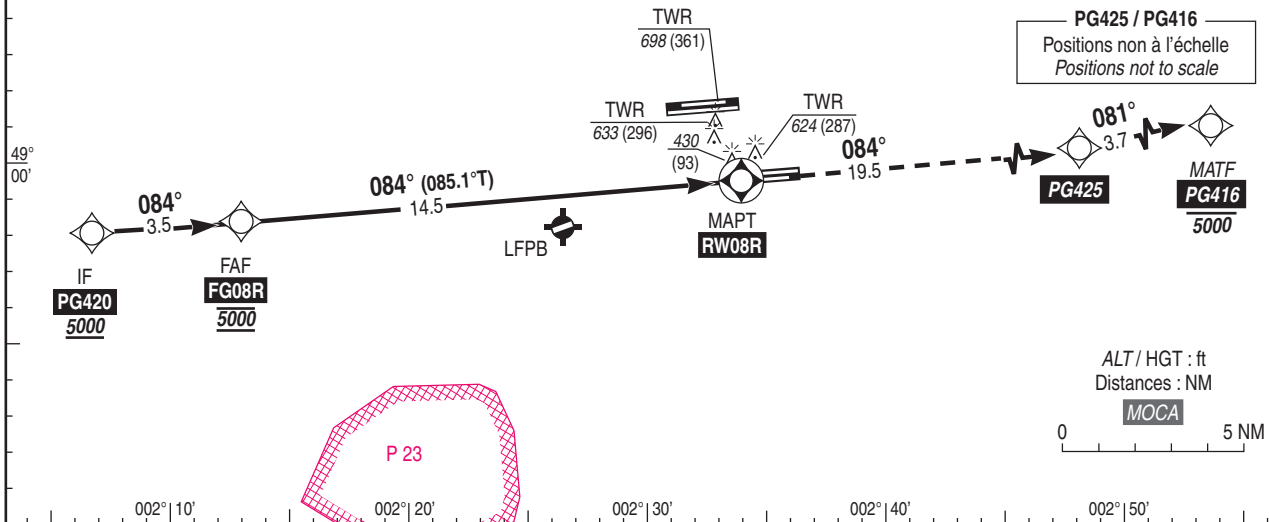 TWR
698 (361)
PG425 / PG416
Positions non à l'échelle
Positions not to scale
TWR
633 (296)
TWR
624 (287)
430
(93)
49°
00'
084°
3.5
084° (085.1°T)
14.5
084°
19.5
081°
3.7
IF
PG420
5000
FAF
FG08R
5000
LFPB
MAPT
RW08R
PG425
MATF
PG416
5000
ALT / HGT : ft
Distances : NM
MOCA
0 5 NM
P 23
002° 10' 002° 20' 002° 30' 002° 40' 002° 50'